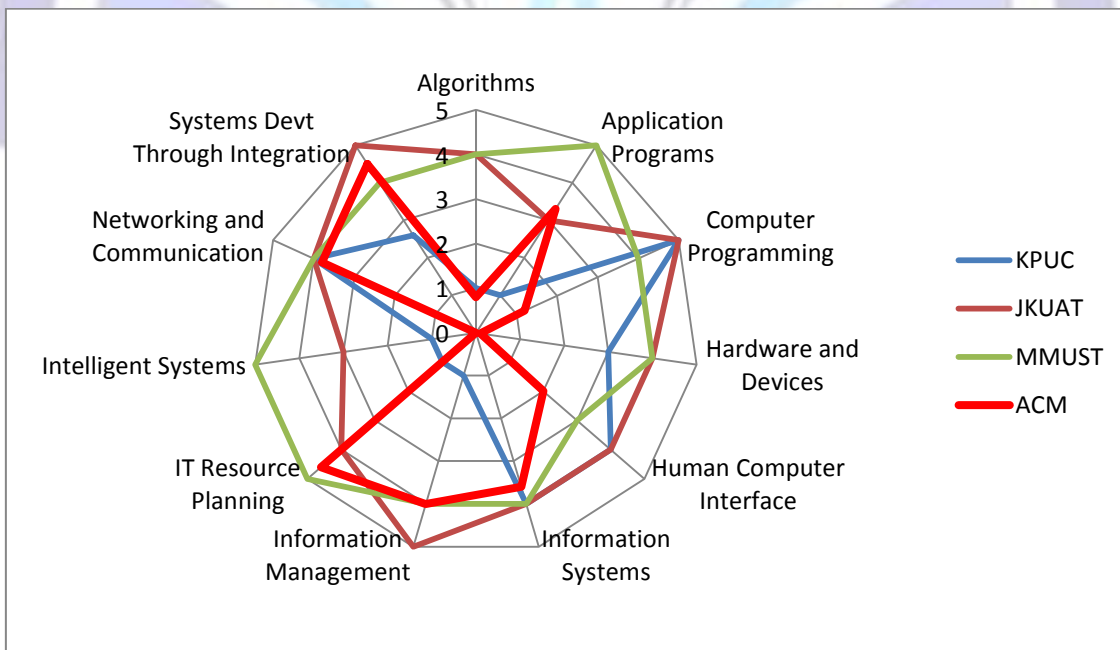 Algorithms
5
4
3
2
1
0
Application
Programs
Computer
Programming
Hardware and
Devices
Human Computer
Interface
Information
Systems
Information
Management
IT Resource
Planning
Intelligent Systems
Networking and
Communication
Systems Devt
Through Integration
KPUC
JKUAT
MMUST
ACM